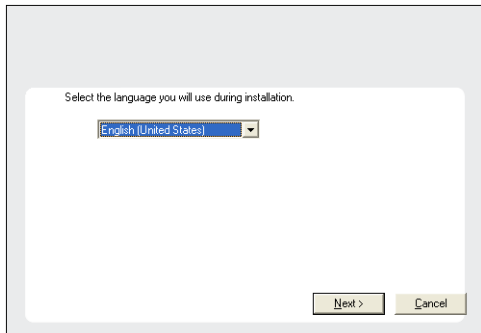 Select the language you will use during installation.
English (United States)
Next > Cancel